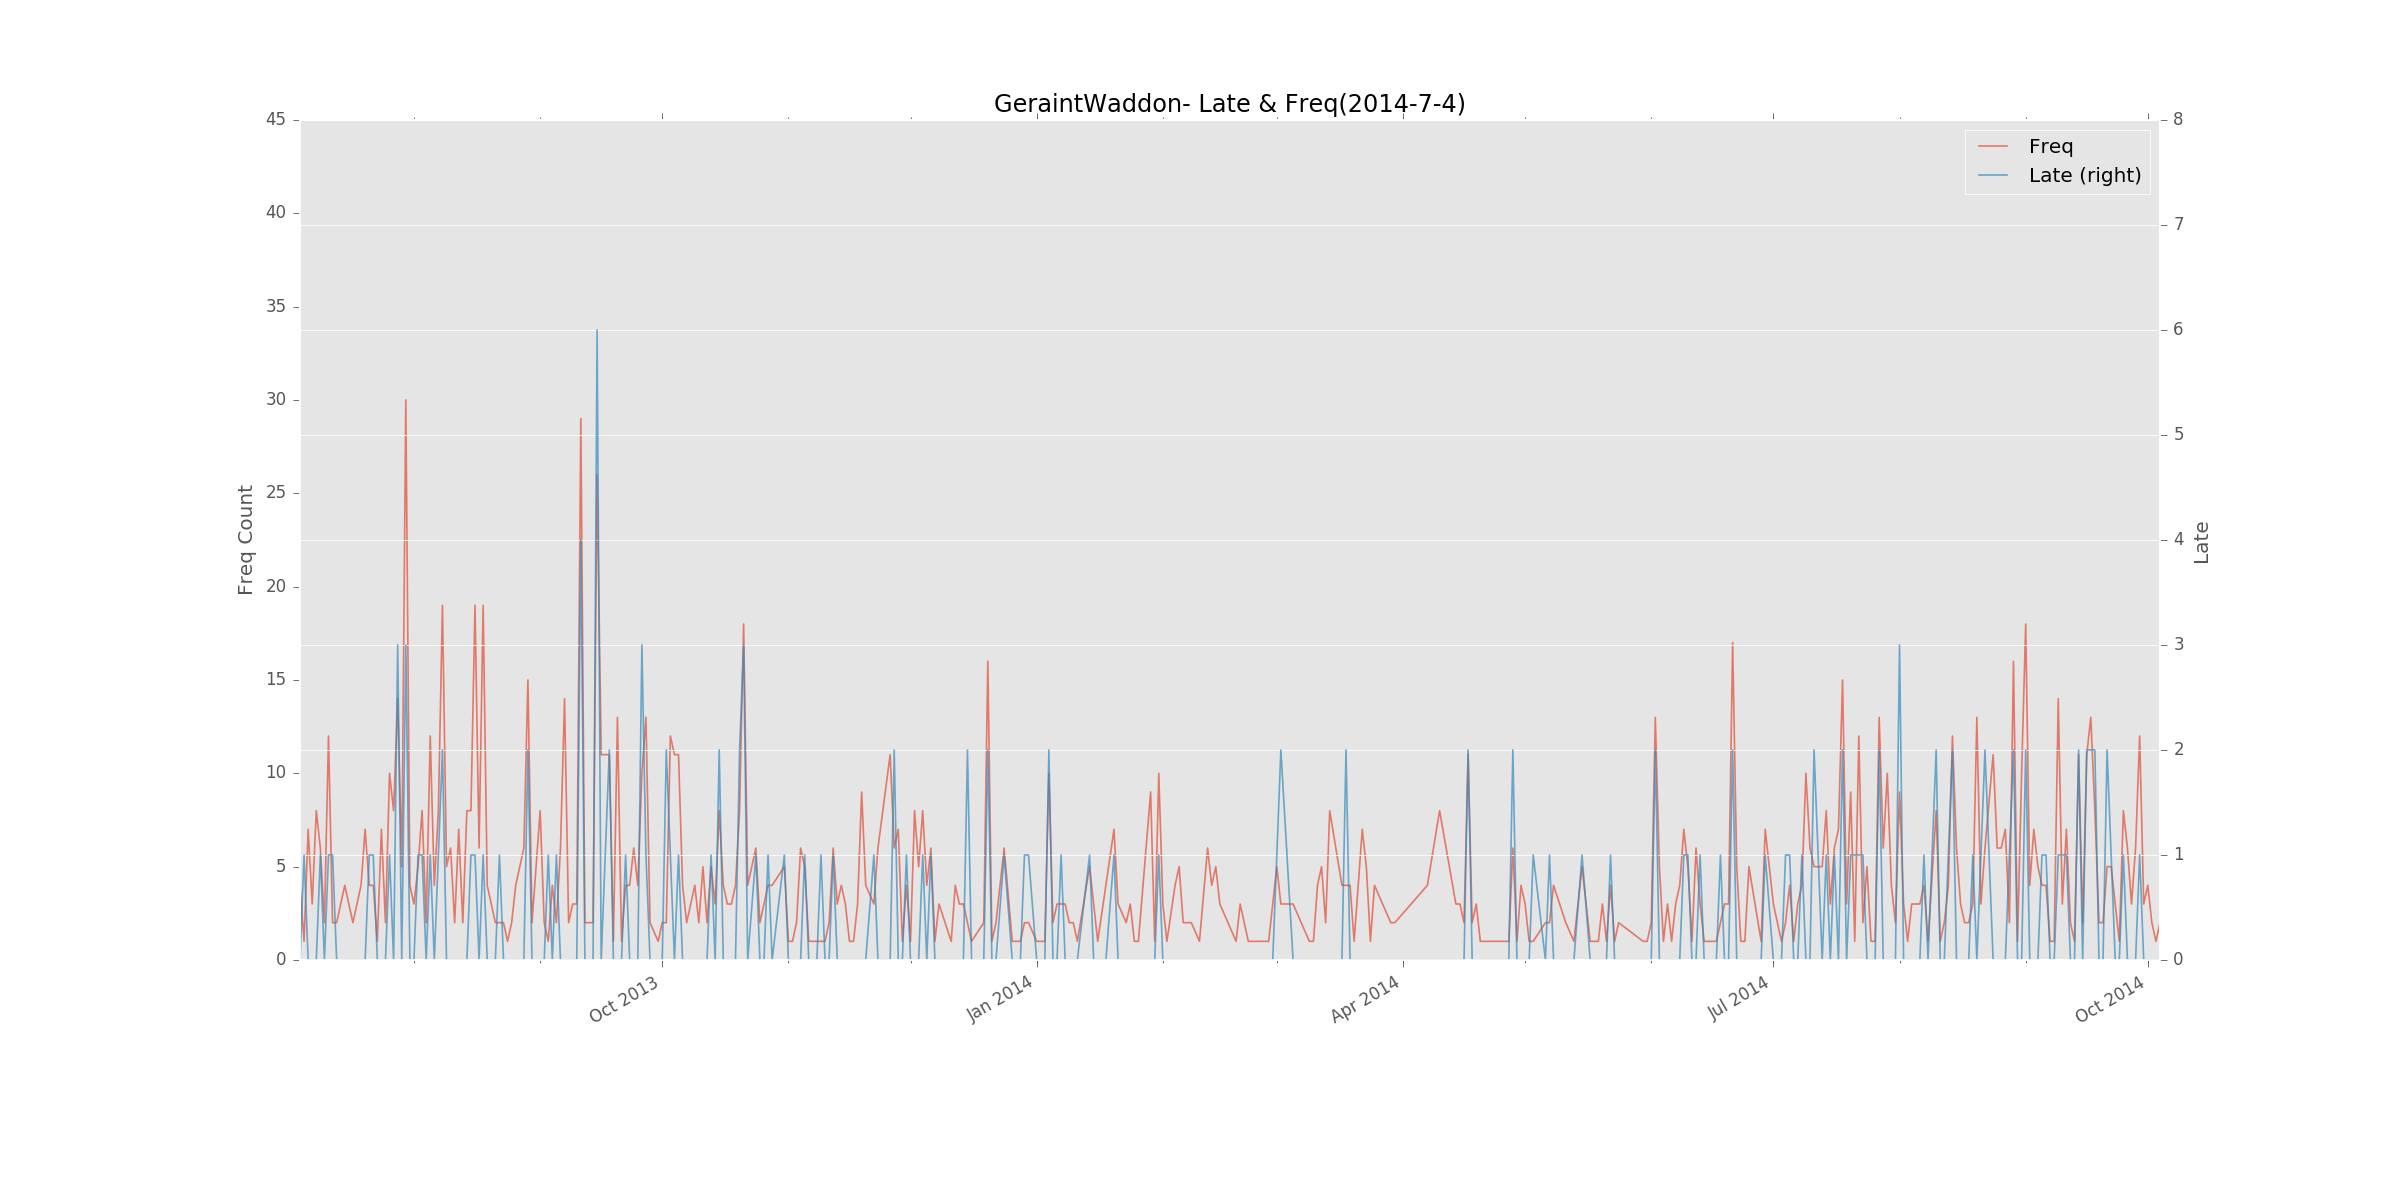 GeraintWaddon- Late & Freq(2014-7-4)
45
40
35
30
25
20
15
10
5
0
Freq Count
8
7
6
5
4
3
2
1
0
Late
Freq
Late (right)
Oct 2013
Jan 2014
Apr 2014
Jul 2014
Oct 2014